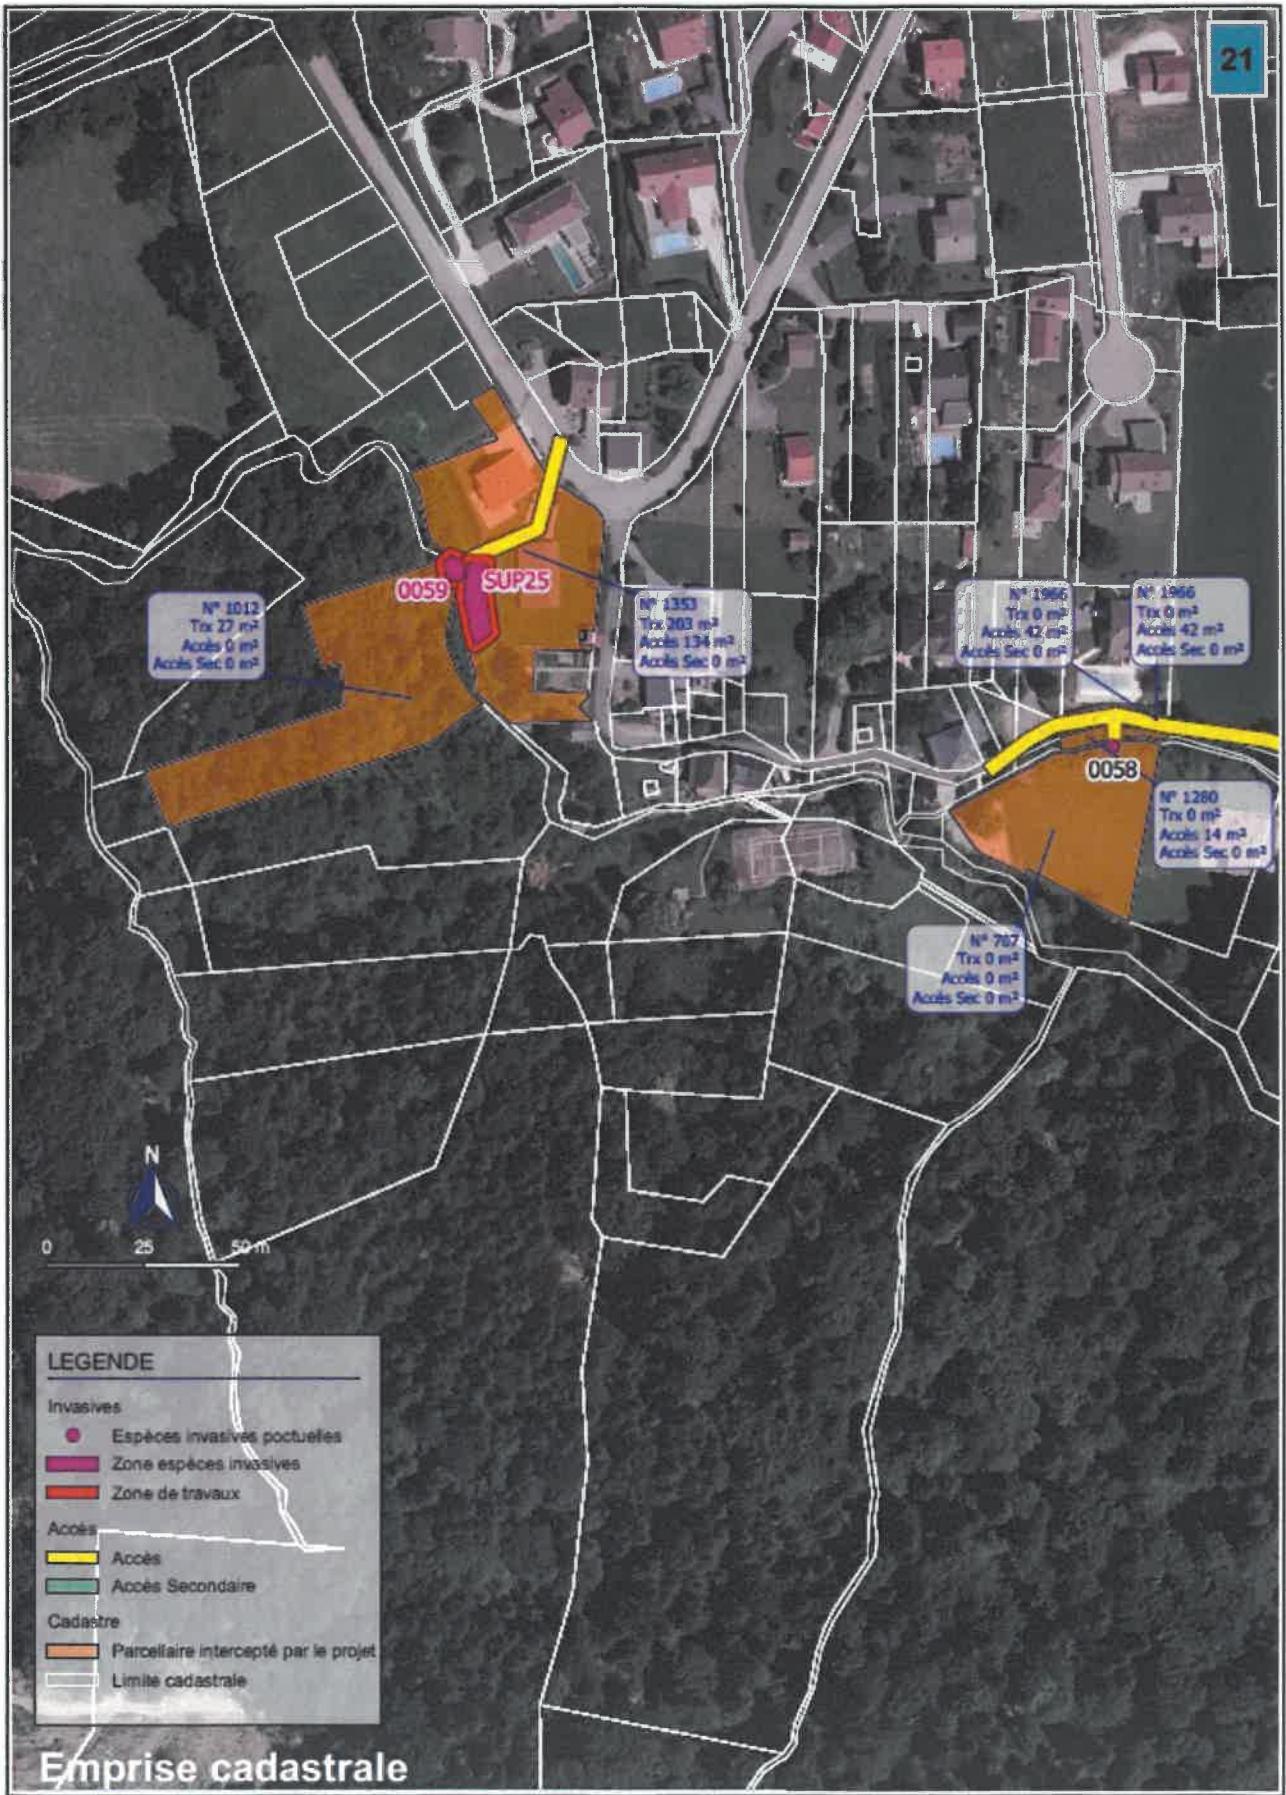 21
0059
SUP25
N° 1012
Trx 27 m²
Accès 0 m²
Accès Sec 0 m²
N° 1353
Trx 203 m²
Accès 134 m²
Accès Sec 0 m²
N° 1966
Trx 0 m²
Accès 42 m²
Accès Sec 0 m²
N° 1966
Trx 0 m²
Accès 42 m²
Accès Sec 0 m²
0058
N° 1280
Trx 0 m²
Accès 14 m²
Accès Sec 0 m²
N° 707
Trx 0 m²
Accès 0 m²
Accès Sec 0 m²
N
0 25 50 m
LEGENDE
Invasives
Espèces invasives poctuelles
Zone espèces invasives
Zone de travaux
Accès
Accès
Accès Secondaire
Cadastre
Parcellaire intercepté par le projet
Limite cadastrale
Emprise cadastrale